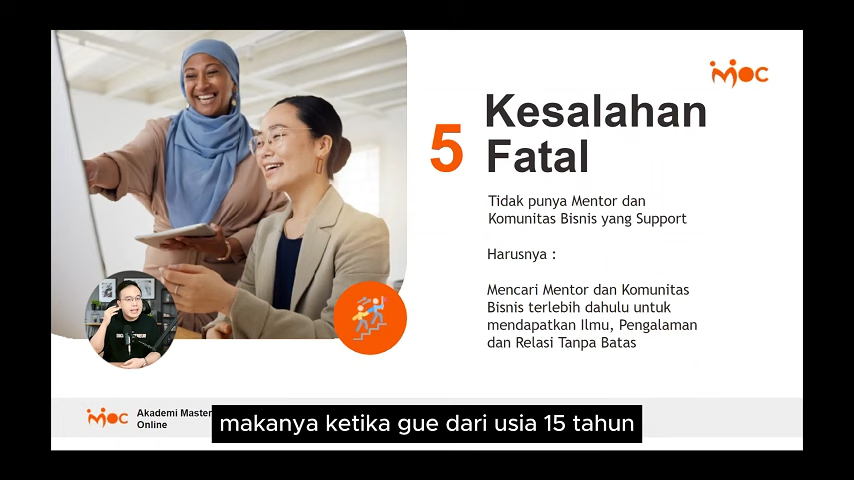 MOC
5 Kesalahan
Fatal
Tidak punya Mentor dan
Komunitas Bisnis yang Support
Harusnya :
Mencari Mentor dan Komunitas
Bisnis terlebih dahulu untuk
mendapatkan Ilmu, Pengalaman
dan Relasi Tanpa Batas
MOC
Akademi Master
Online
makanya ketika gue dari usia 15 tahun